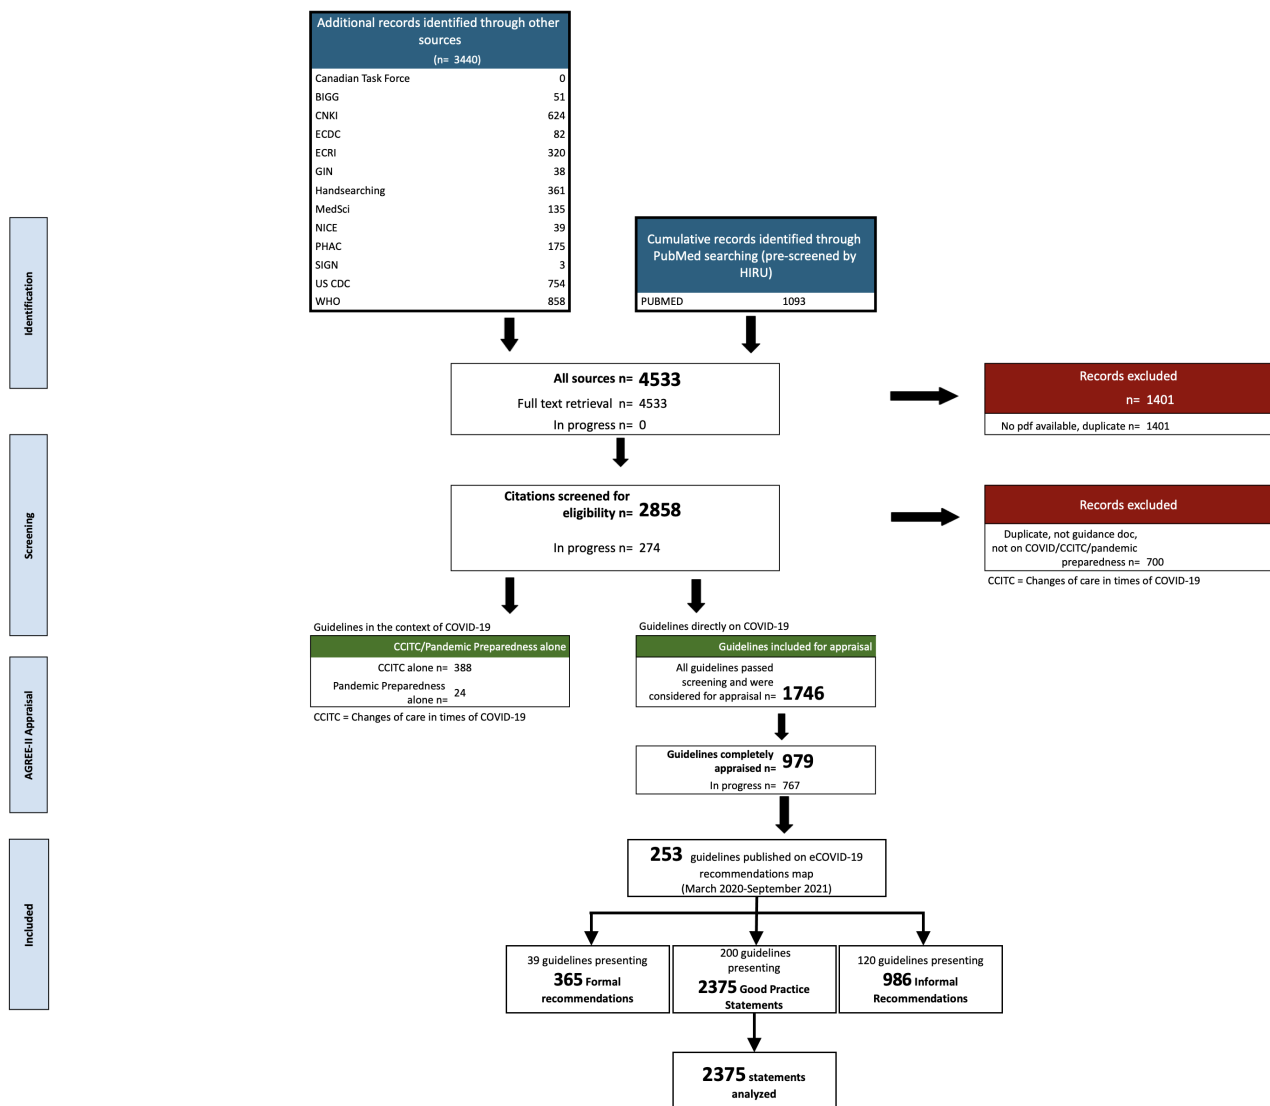 Additional records identified through other
sources
(n= 3440)
Canadian Task Force 0
BIGG 51
CNKI 624
ECDC 82
ECRI 320
GIN 38
Handsearching 361
MedSci 135
NICE 39
PHAC 175
SIGN 3
US CDC 754
WHO 858
Cumulative records identified through
PubMed searching (pre-screened by
HIRU)
PUBMED 1093
Identification
All sources n= 4533
Full text retrieval n= 4533
In progress n= 0
Records excluded
n= 1401
No pdf available, duplicate n= 1401
Screening
Citations screened for
eligibility n= 2858
In progress n= 274
Records excluded
Duplicate, not guidance doc,
not on COVID/CCITC/pandemic
preparedness n= 700
CCITC = Changes of care in times of COVID-19
Guidelines in the context of COVID-19
CCITC/Pandemic Preparedness alone
CCITC alone n= 388
Pandemic Preparedness
alone n= 24
CCITC = Changes of care in times of COVID-19
Guidelines directly on COVID-19
Guidelines included for appraisal
All guidelines passed
screening and were
considered for appraisal n= 1746
AGREE-II Appraisal
Guidelines completely
appraised n= 979
In progress n= 767
Included
253 guidelines published on eCOVID-19
recommendations map
(March 2020-September 2021)
39 guidelines presenting
365 Formal
recommendations
200 guidelines
presenting
2375 Good Practice
Statements
120 guidelines presenting
986 Informal
Recommendations
2375 statements
analyzed